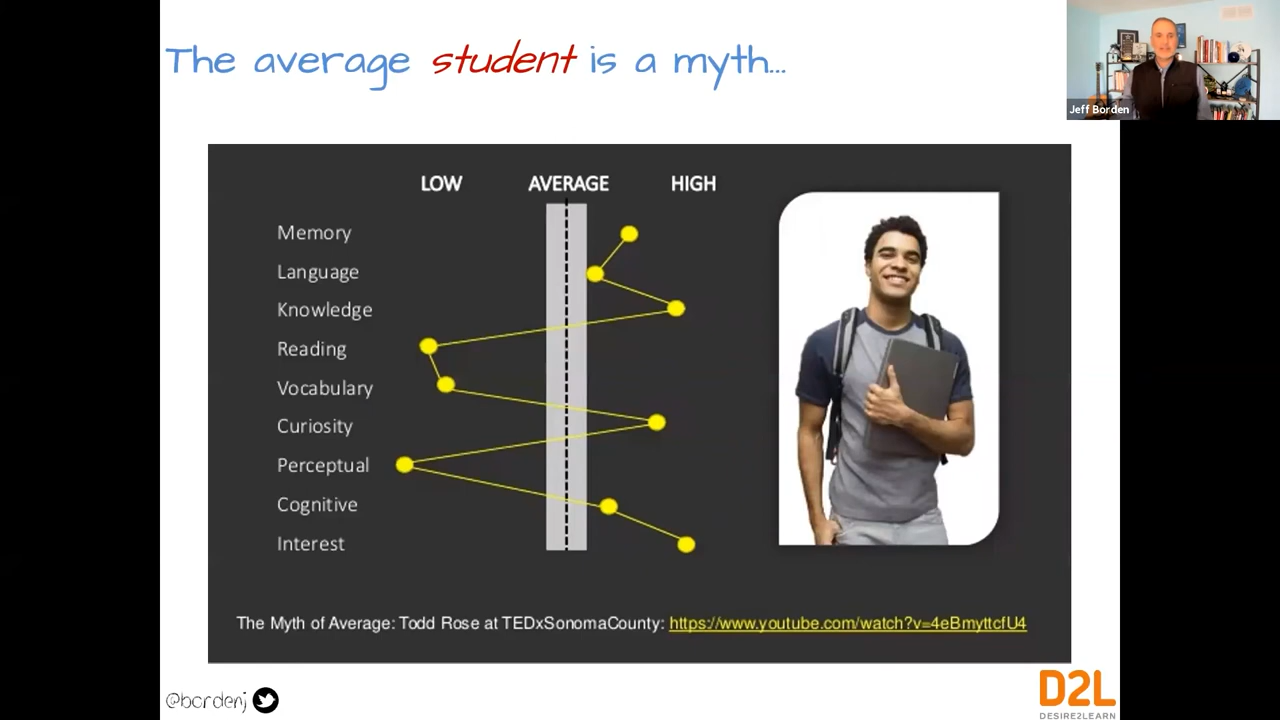 The average student is a myth...
Jeff Borden
LOW AVERAGE HIGH
Memory
Language
Knowledge
Reading
Vocabulary
Curiosity
Perceptual
Cognitive
Interest
The Myth of Average: Todd Rose at TEDxSonomaCounty: https://www.youtube.com/watch?v=4eBmyttcfU4
@bordenj
D2L
DESIRE2LEARN